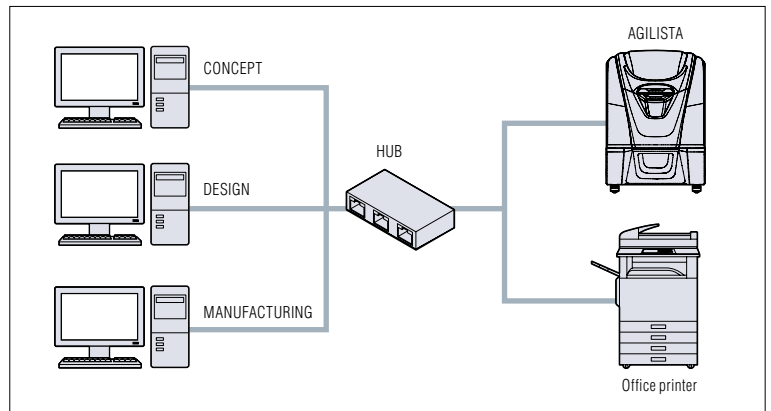 CONCEPT
DESIGN
MANUFACTURING
HUB
AGILISTA
Office printer